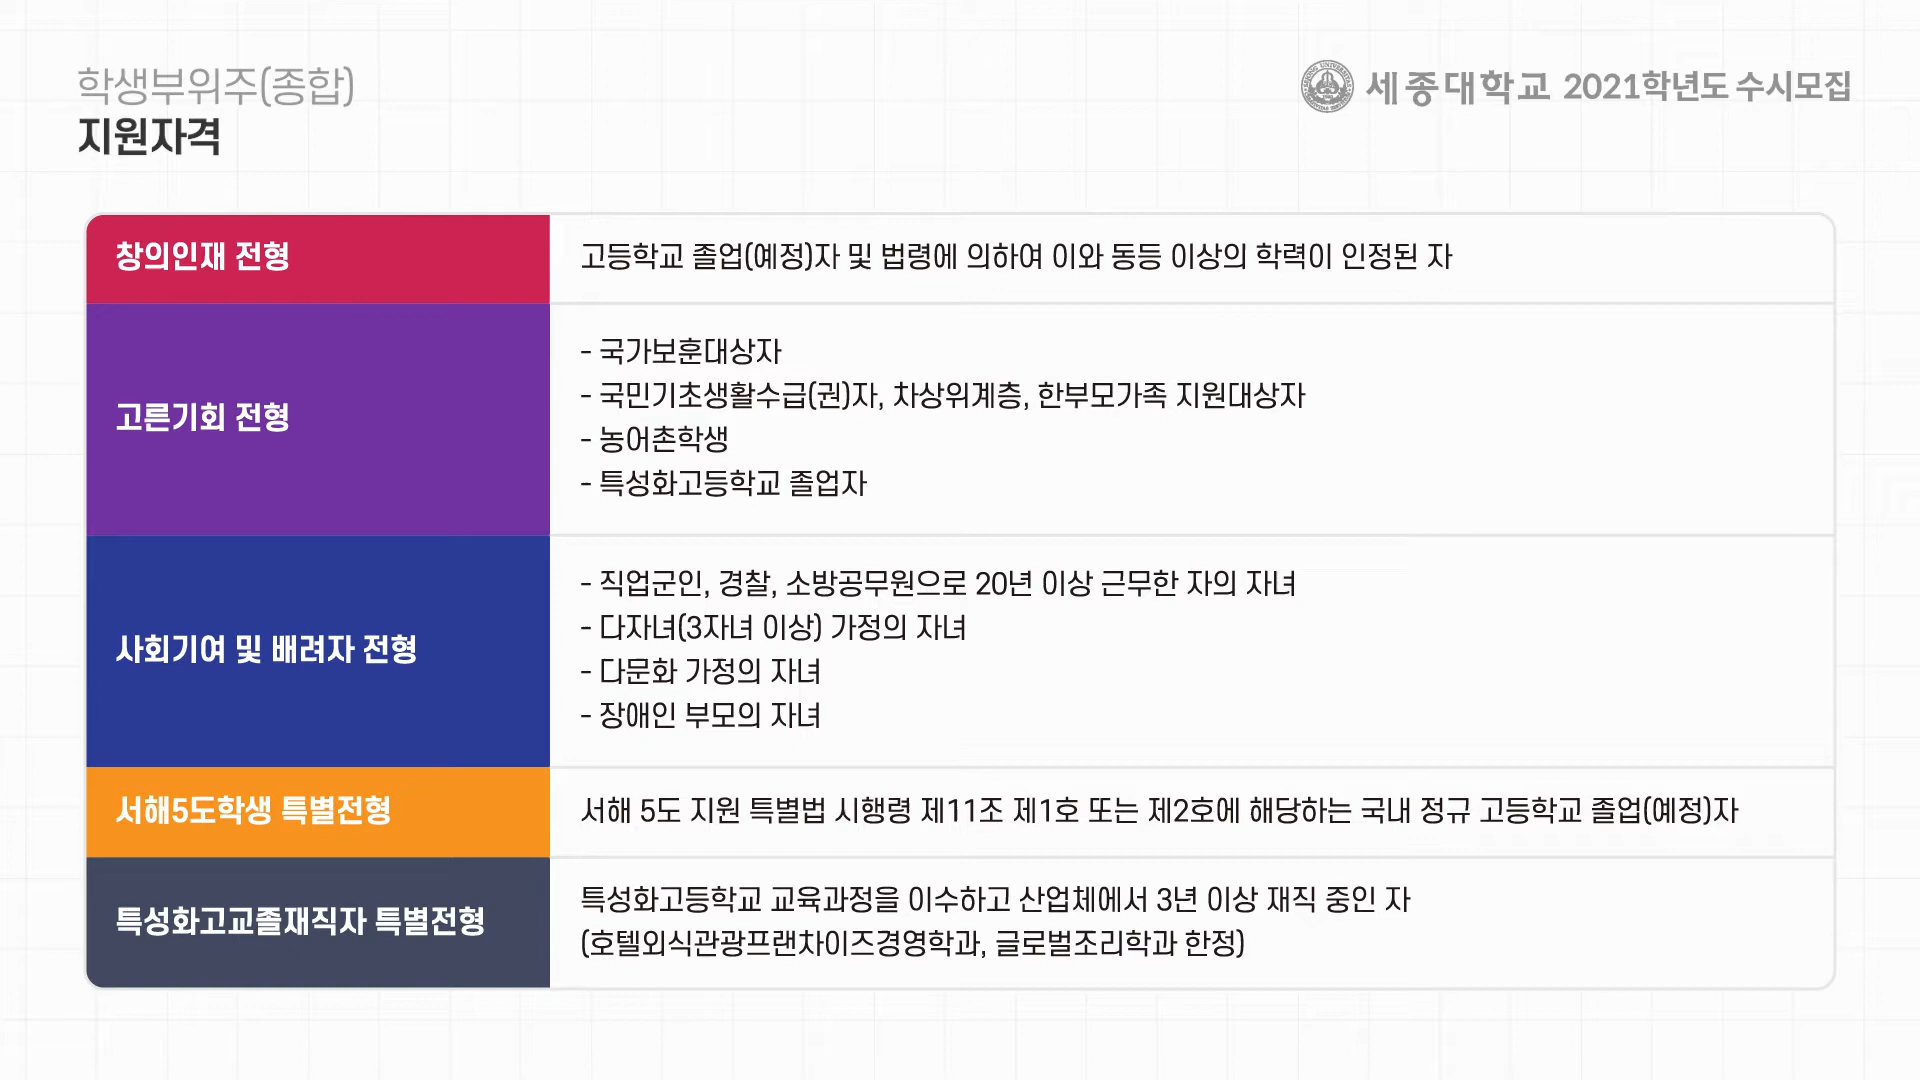 학생부위주(종합)
지원자격
세종대학교 2021학년도 수시모집
창의인재 전형
고등학교 졸업(예정)자 및 법령에 의하여 이와 동등 이상의 학력이 인정된 자
고른기회 전형
- 국가보훈대상자
- 국민기초생활수급(권)자, 차상위계층, 한부모가족 지원대상자
- 농어촌학생
- 특성화고등학교 졸업자
사회기여 및 배려자 전형
- 직업군인, 경찰, 소방공무원으로 20년 이상 근무한 자의 자녀
- 다자녀(3자녀 이상) 가정의 자녀
- 다문화 가정의 자녀
- 장애인 부모의 자녀
서해5도학생 특별전형
서해 5도 지원 특별법 시행령 제11조 제1호 또는 제2호에 해당하는 국내 정규 고등학교 졸업(예정)자
특성화고교졸재직자 특별전형
특성화고등학교 교육과정을 이수하고 산업체에서 3년 이상 재직 중인 자
(호텔외식관광프랜차이즈경영학과, 글로벌조리학과 한정)